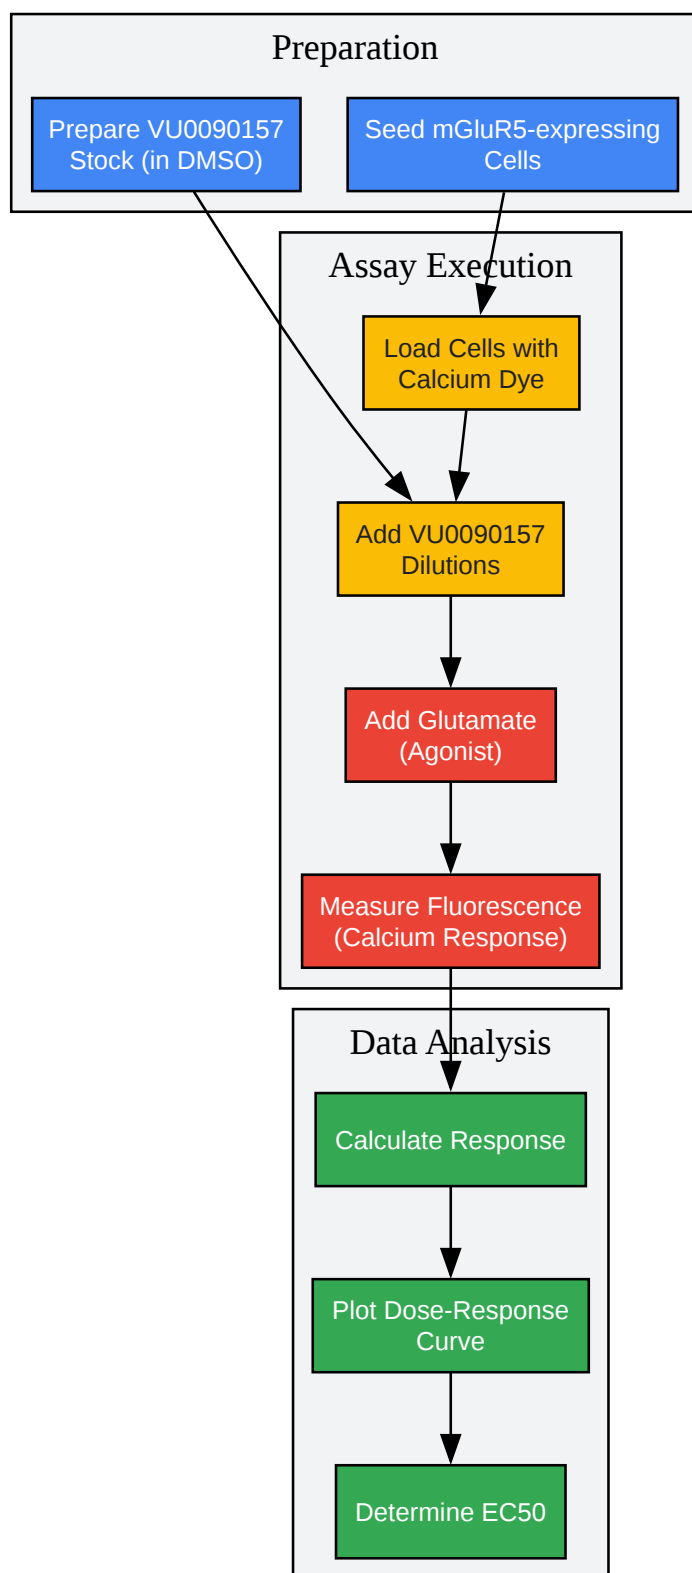 Preparation
Prepare VU0090157
Stock (in DMSO)
Seed mGluR5-expressing
Cells
Assay Execution
Load Cells with
Calcium Dye
Add VU0090157
Dilutions
Add Glutamate
(Agonist)
Measure Fluorescence
(Calcium Response)
Data Analysis
Calculate Response
Plot Dose-Response
Curve
Determine EC50